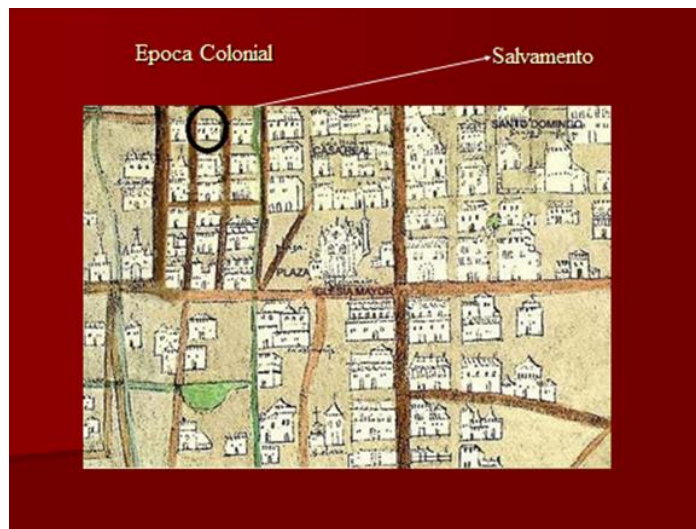 Epoca Colonial
Salvamento
SANTO DOMINGO
CASA REAL
PLAZA
IGLESIA MAYOR